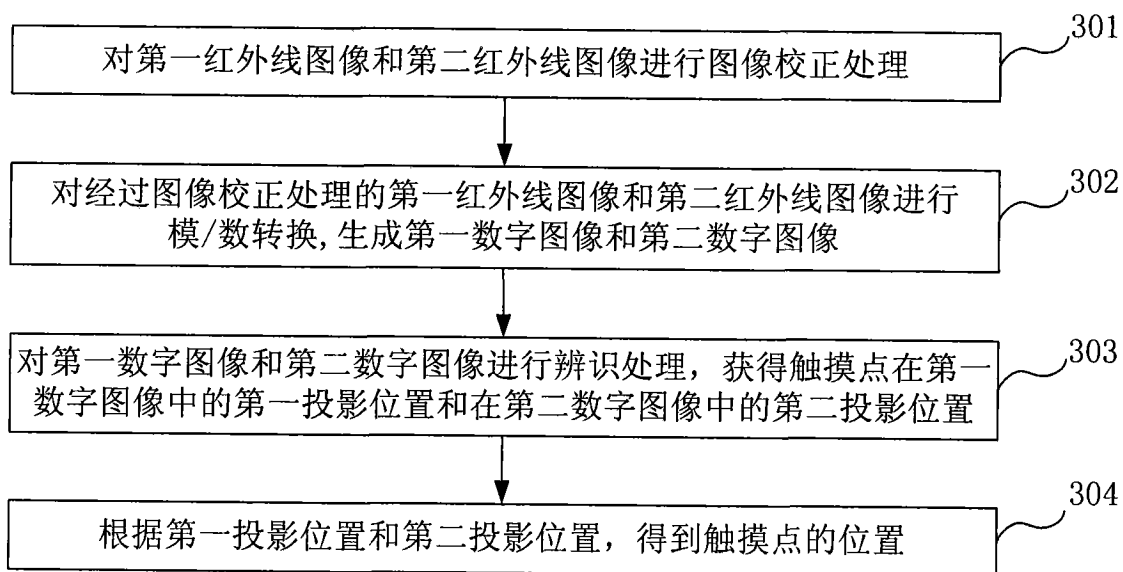 301
对第一红外线图像和第二红外线图像进行图像校正处理
302
对经过图像校正处理的第一红外线图像和第二红外线图像进行
模/数转换,生成第一数字图像和第二数字图像
303
对第一数字图像和第二数字图像进行辨识处理，获得触摸点在第一
数字图像中的第一投影位置和在第二数字图像中的第二投影位置
304
根据第一投影位置和第二投影位置，得到触摸点的位置